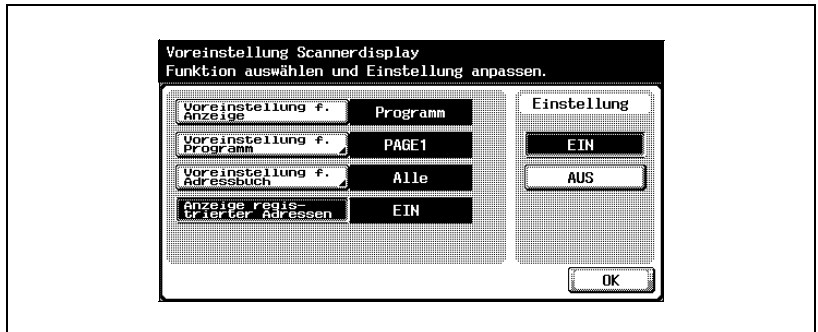 Voreinstellung Scannerdisplay
Funktion auswählen und Einstellung anpassen.
Voreinstellung f.
Anzeige
Programm
Voreinstellung f.
Programm
PAGE1
Voreinstellung f.
Adressbuch
Alle
Anzeige regis-
trierter Adressen
EIN
Einstellung
EIN
AUS
OK